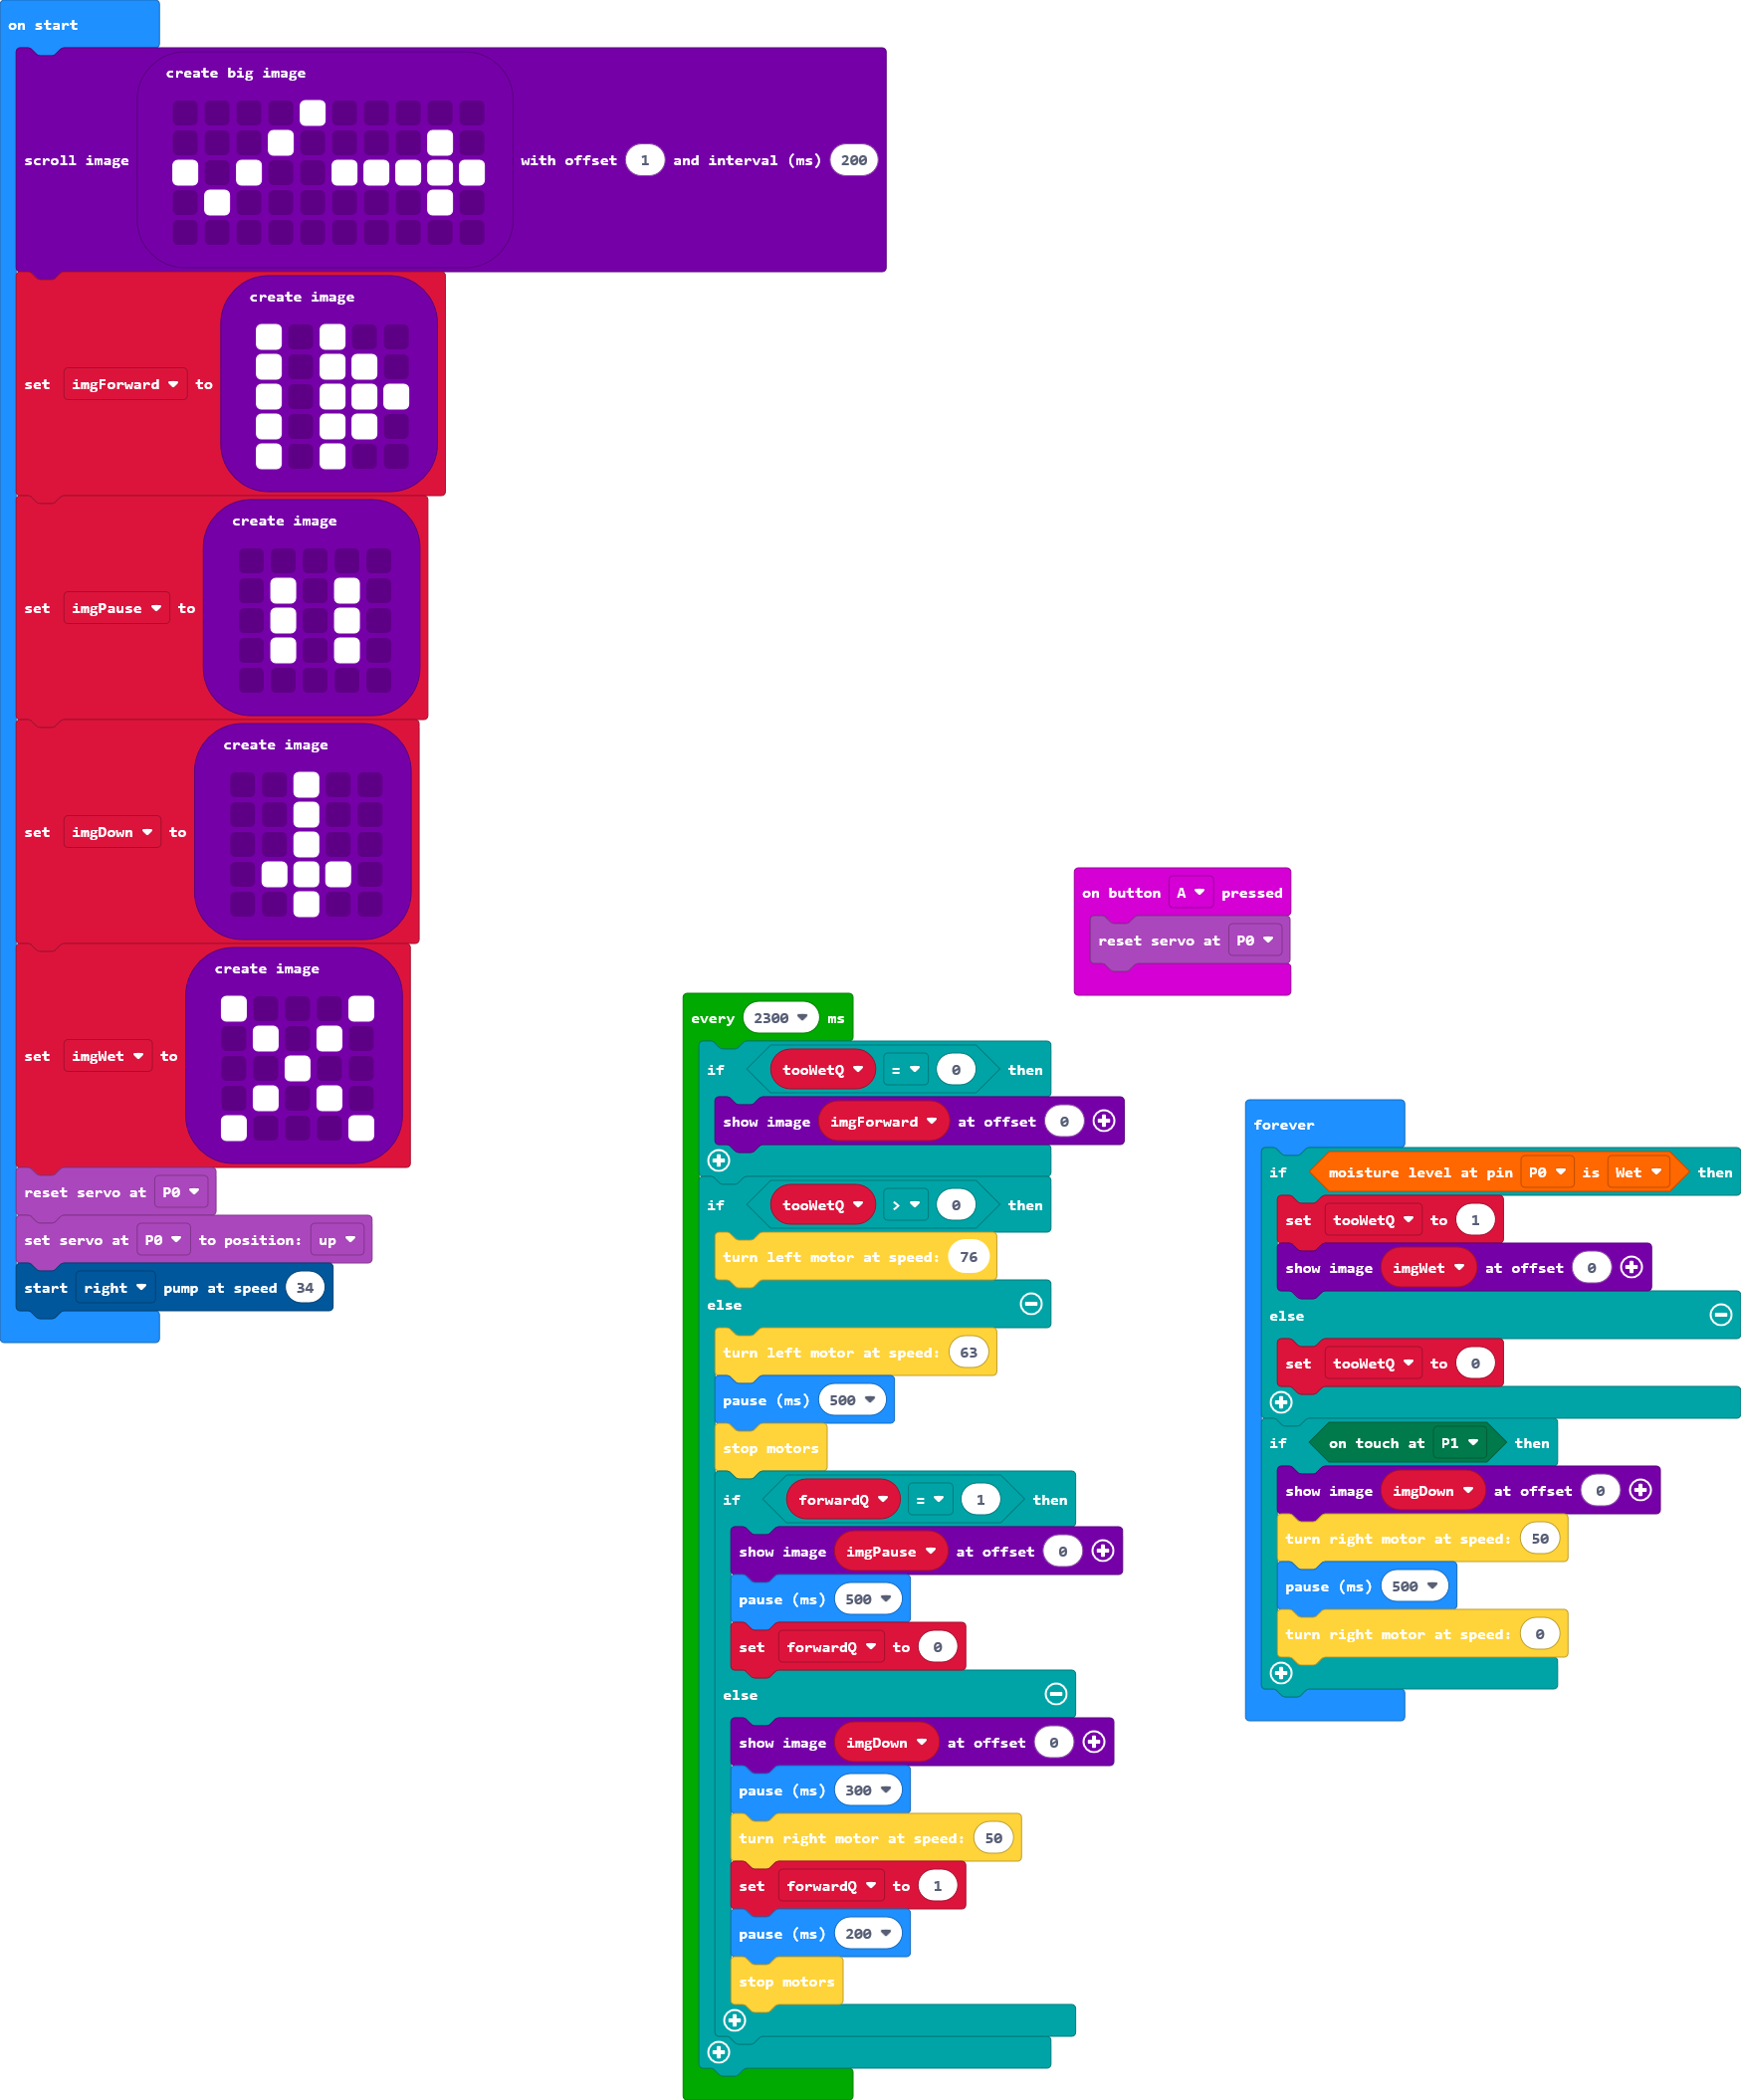 on start
create big image
scroll image with offset 1 and interval (ms) 200
create image
set imgForward to
create image
set imgPause to
create image
set imgDown to
create image
set imgWet to
reset servo at P0
set servo at P0 to position: up
start right pump at speed 34
on button A pressed
reset servo at P0
every 2300 ms
if tooWetQ = 0 then
show image imgForward at offset 0
if tooWetQ > 0 then
turn left motor at speed: 76
else
turn left motor at speed: 63
pause (ms) 500
stop motors
if forwardQ = 1 then
show image imgPause at offset 0
pause (ms) 500
set forwardQ to 0
else
show image imgDown at offset 0
pause (ms) 300
turn right motor at speed: 50
set forwardQ to 1
pause (ms) 200
stop motors
forever
if moisture level at pin P0 is Wet then
set tooWetQ to 1
show image imgWet at offset 0
else
set tooWetQ to 0
if on touch at P1 then
show image imgDown at offset 0
turn right motor at speed: 50
pause (ms) 500
turn right motor at speed: 0